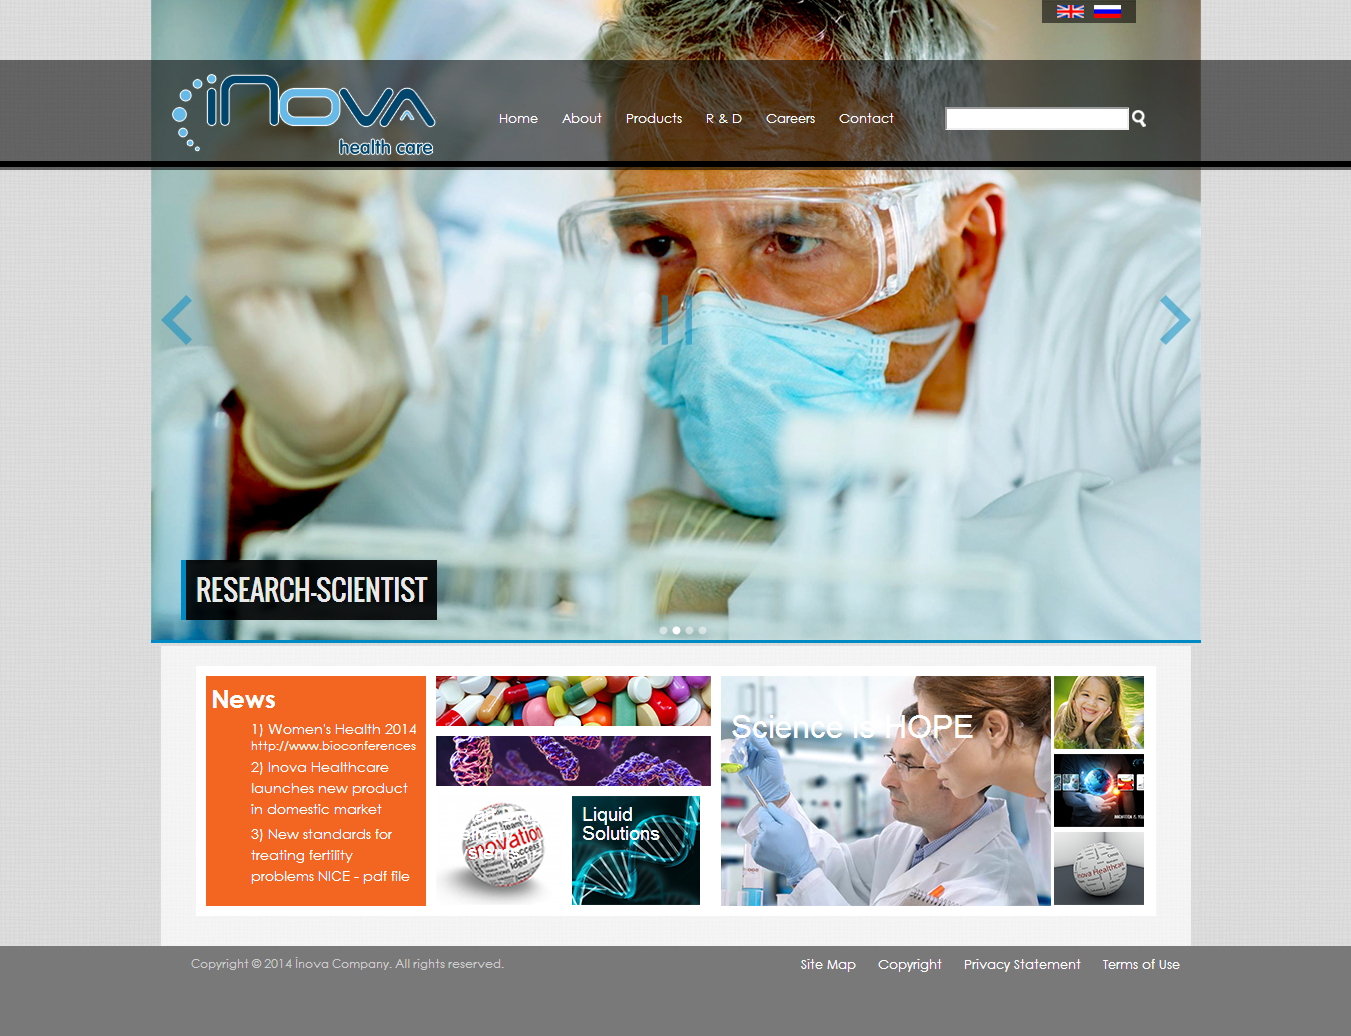 iNova
health care
Home About Products R & D Careers Contact
RESEARCH-SCIENTIST
News
1) Women's Health 2014
http://www.bioconferences
2) Inova Healthcare
launches new product
in domestic market
3) New standards for
treating fertility
problems NICE - pdf file
Liquid
Solutions
Science is HOPE
Copyright © 2014 İnova Company. All rights reserved.
Site Map Copyright Privacy Statement Terms of Use